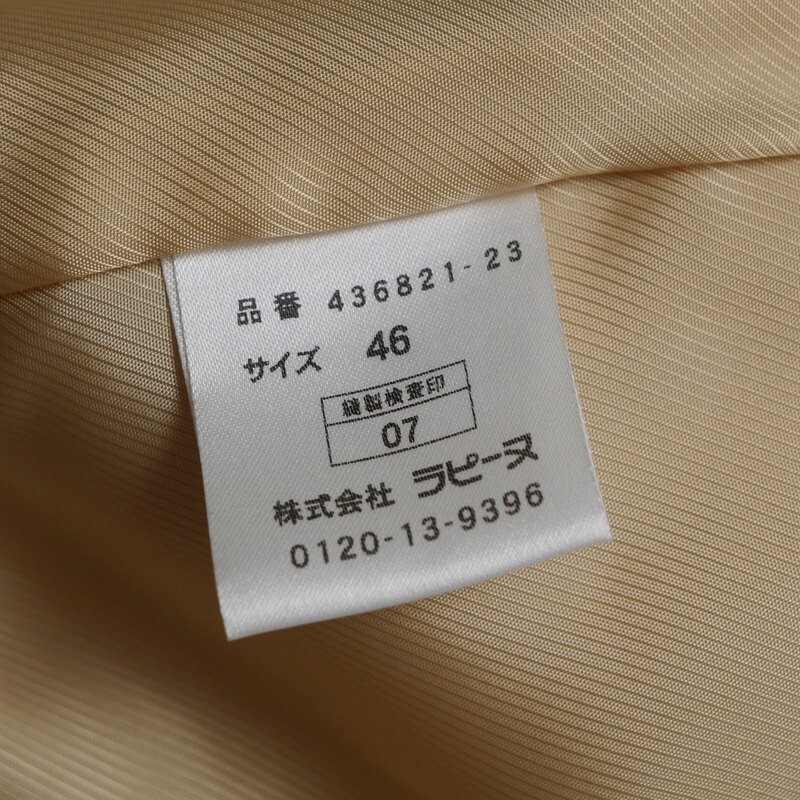 品番 436821-23
サイズ 46
縫製検査印
07
株式会社 ラピーヌ
0120-13-9396